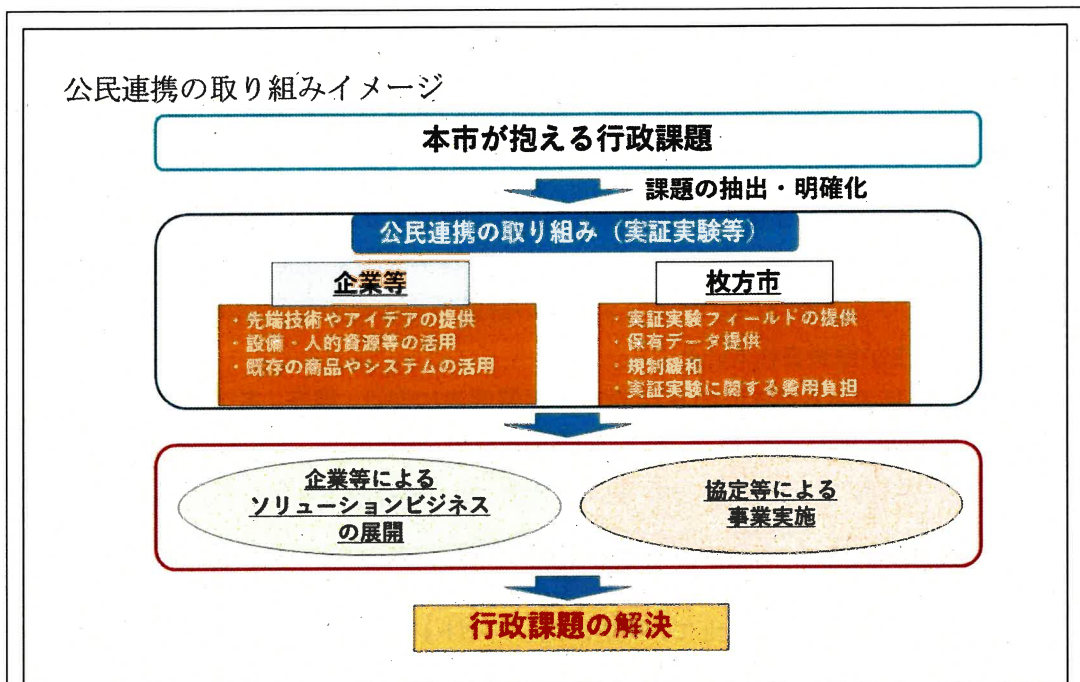 公民連携の取り組みイメージ
本市が抱える行政課題
課題の抽出・明確化
公民連携の取り組み（実証実験等）
企業等
・先端技術やアイデアの提供
・設備・人的資源等の活用
・既存の商品やシステムの活用
枚方市
・実証実験フィールドの提供
・保有データ提供
・規制緩和
・実証実験に関する費用負担
企業等による
ソリューションビジネス
の展開
協定等による
事業実施
行政課題の解決